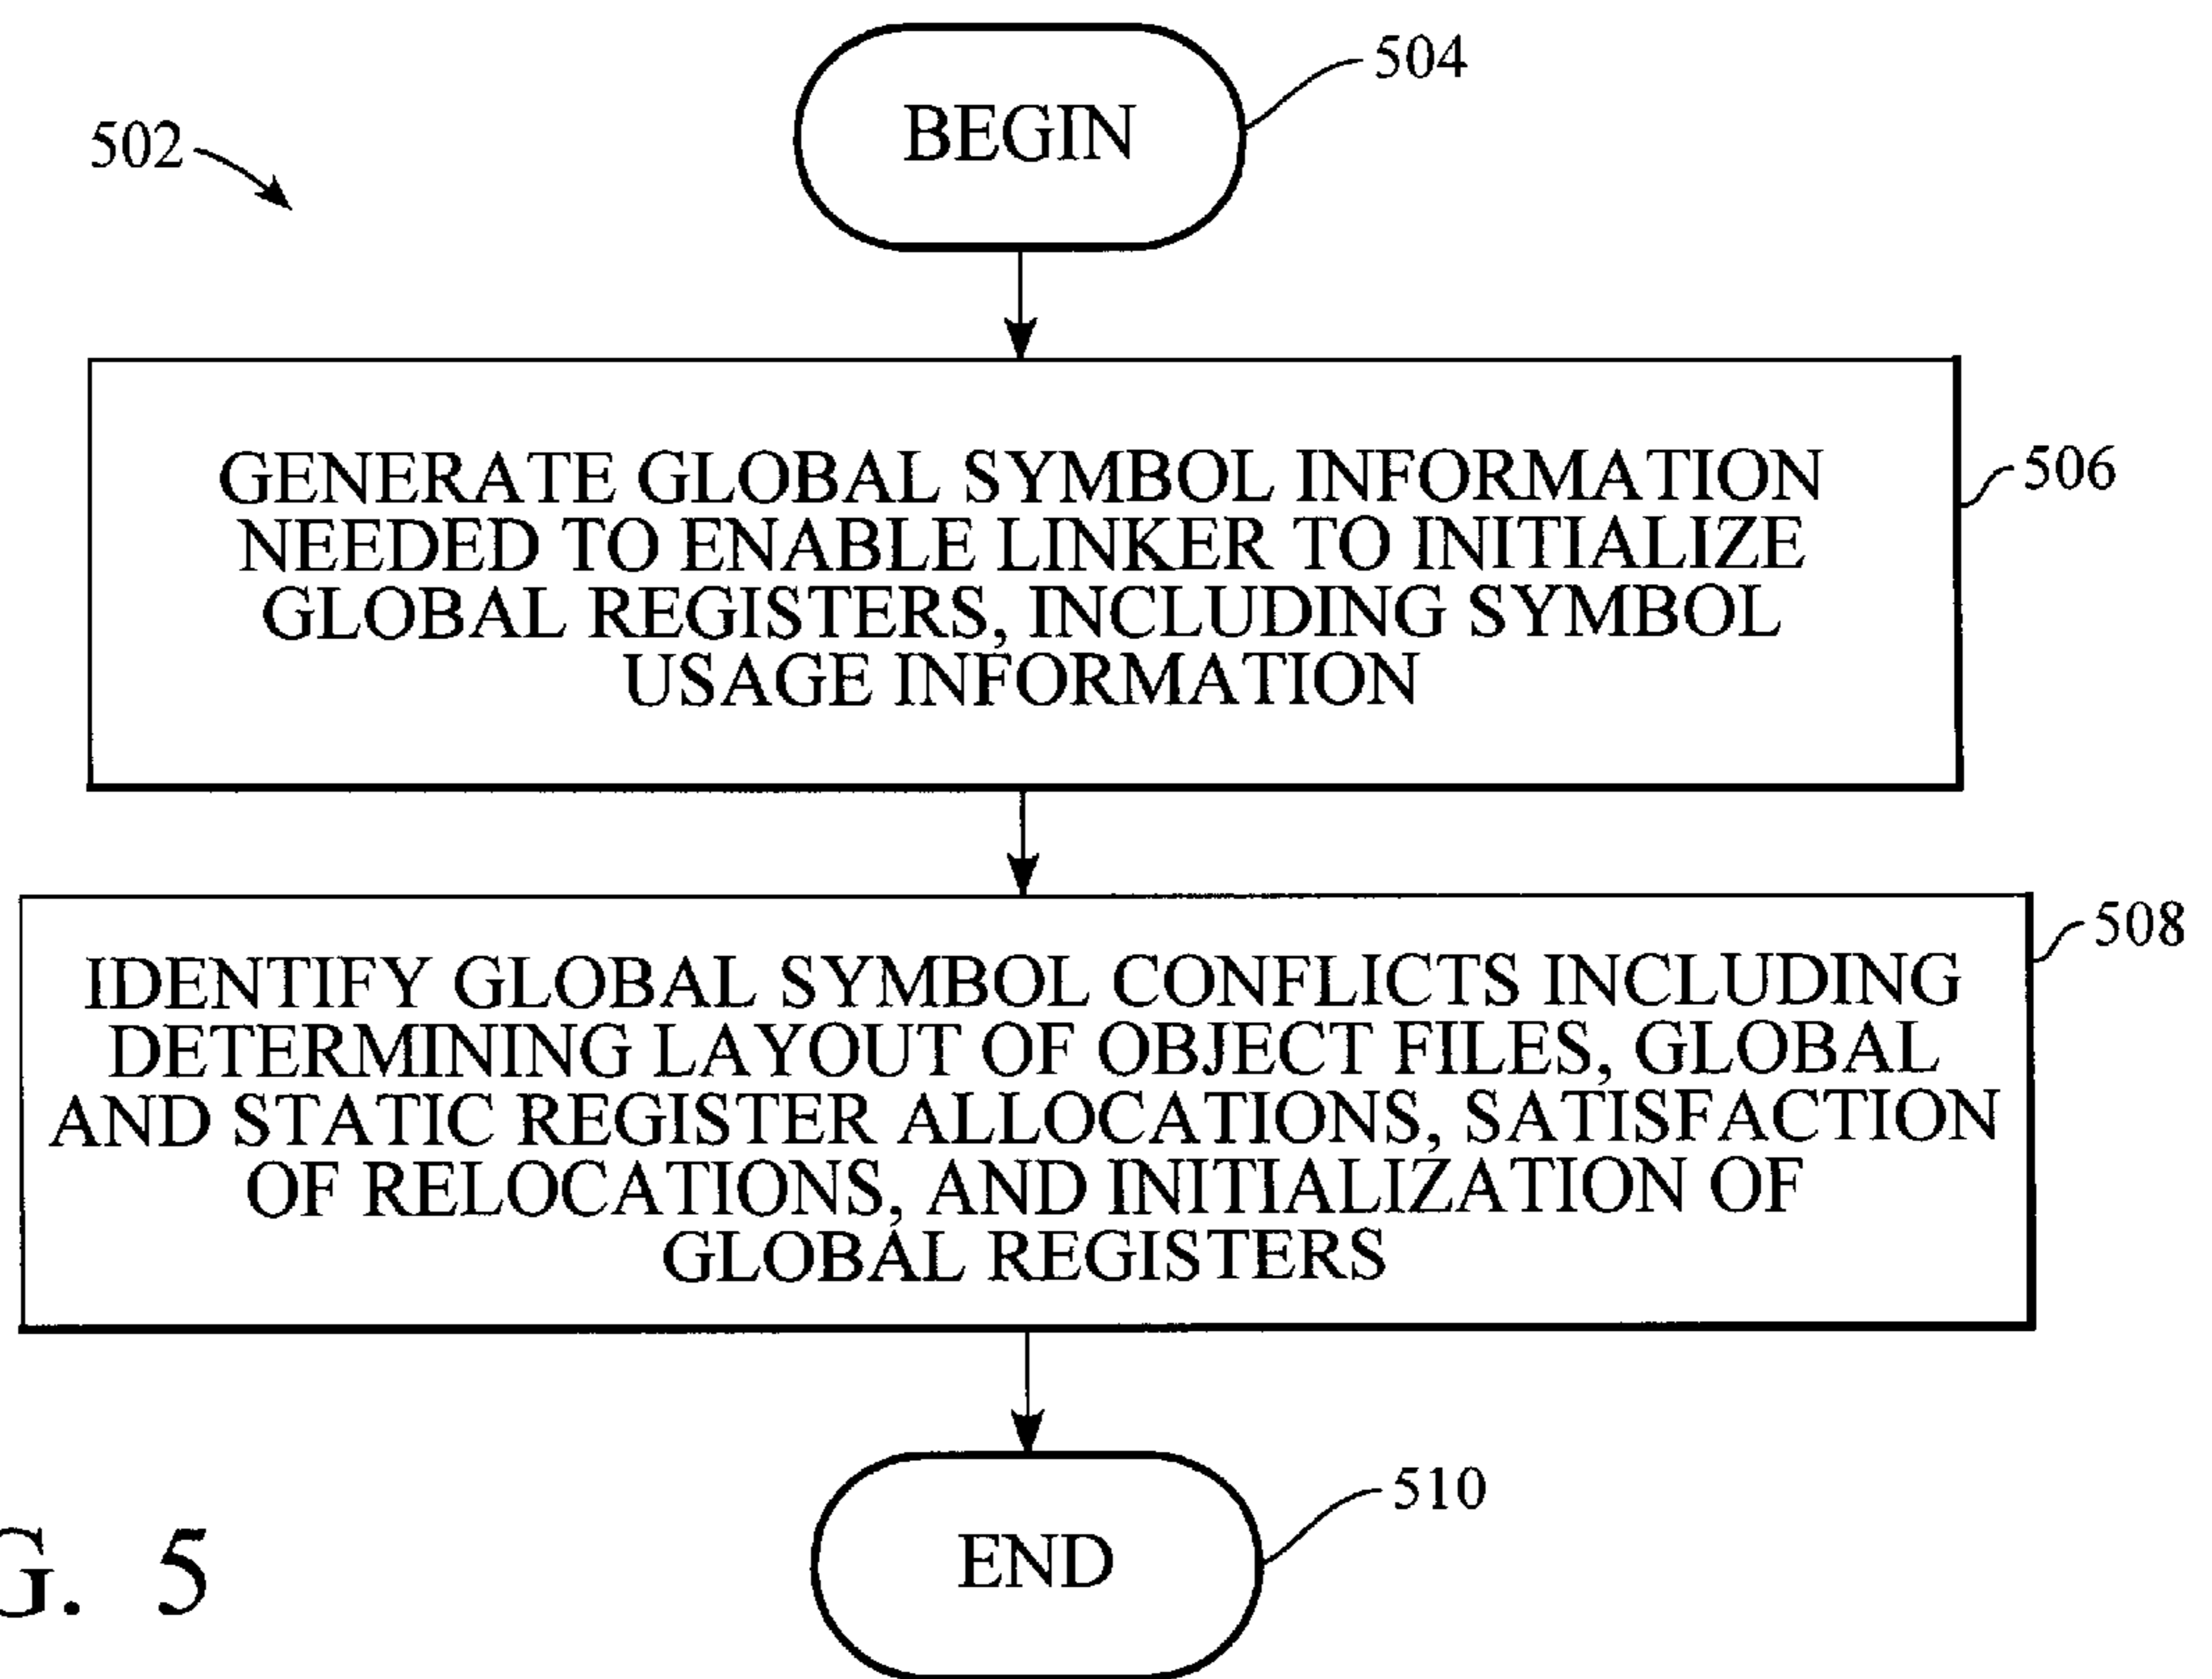 504
BEGIN
502
GENERATE GLOBAL SYMBOL INFORMATION
NEEDED TO ENABLE LINKER TO INITIALIZE
GLOBAL REGISTERS, INCLUDING SYMBOL
USAGE INFORMATION
506
IDENTIFY GLOBAL SYMBOL CONFLICTS INCLUDING
DETERMINING LAYOUT OF OBJECT FILES, GLOBAL
AND STATIC REGISTER ALLOCATIONS, SATISFACTION
OF RELOCATIONS, AND INITIALIZATION OF
GLOBAL REGISTERS
508
510
END
G. 5